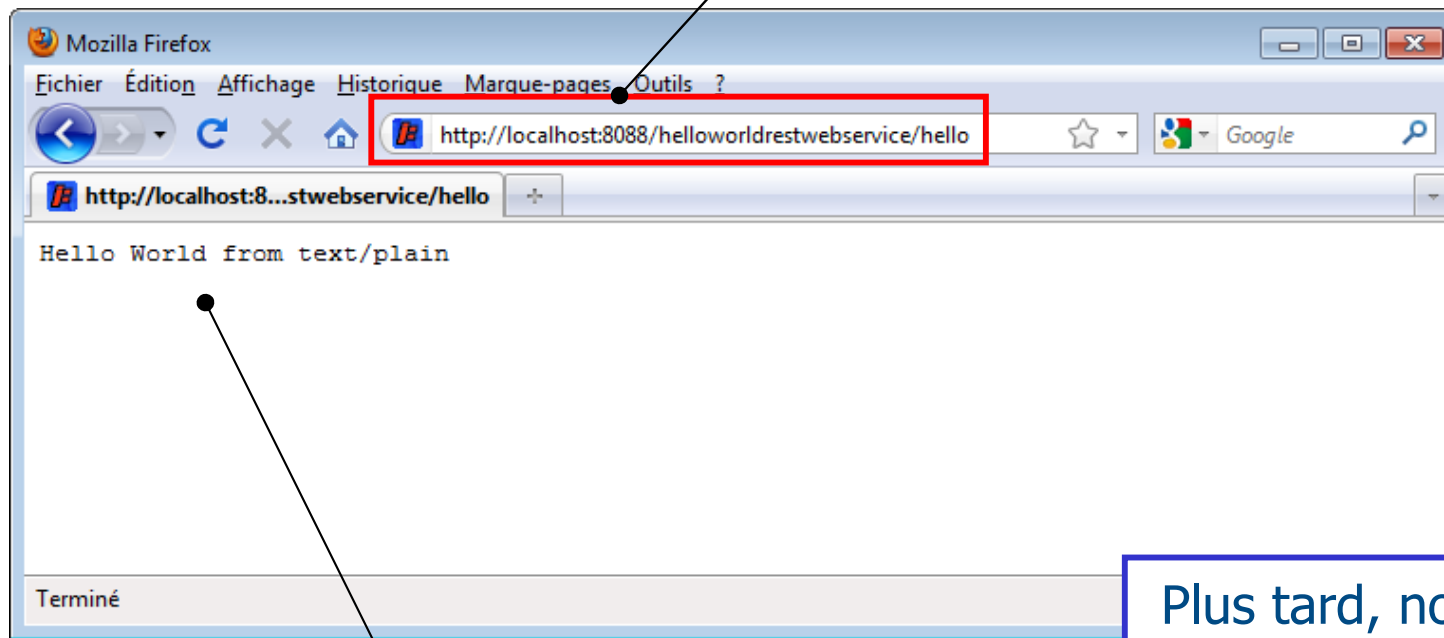 Mozilla Firefox
Fichier Édition Affichage Historique Marque-pages Outils ?
http://localhost:8088/helloworldrestwebservice/hello
Google
http://localhost:8...stwebservice/hello
Hello World from text/plain
Terminé
Plus tard, no